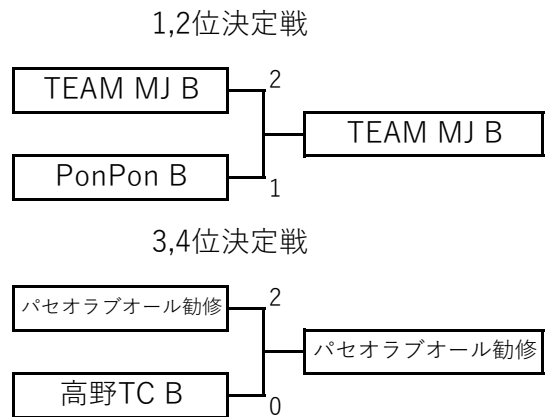 1,2位決定戦
TEAM MJ B
2
TEAM MJ B
PonPon B
1
3,4位決定戦
パセオラブオール勧修
2
パセオラブオール勧修
高野TC B
0